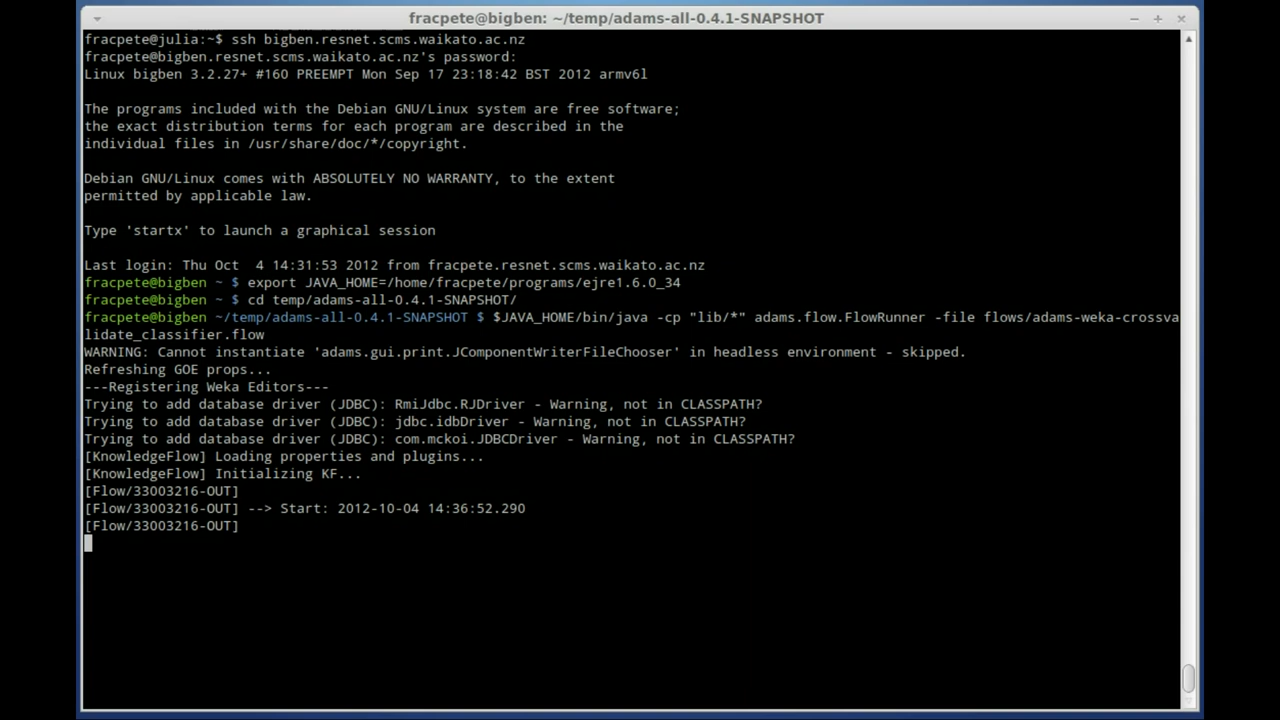 fracpete@bigben: ~/temp/adams-all-0.4.1-SNAPSHOT
fracpete@julia:~$ ssh bigben.resnet.scms.waikato.ac.nz
fracpete@bigben.resnet.scms.waikato.ac.nz's password:
Linux bigben 3.2.27+ #160 PREEMPT Mon Sep 17 23:18:42 BST 2012 armv6l
The programs included with the Debian GNU/Linux system are free software;
the exact distribution terms for each program are described in the
individual files in /usr/share/doc/*/copyright.
Debian GNU/Linux comes with ABSOLUTELY NO WARRANTY, to the extent
permitted by applicable law.
Type 'startx' to launch a graphical session
Last login: Thu Oct  4 14:31:53 2012 from fracpete.resnet.scms.waikato.ac.nz
fracpete@bigben ~ $ export JAVA_HOME=/home/fracpete/programs/ejre1.6.0_34
fracpete@bigben ~ $ cd temp/adams-all-0.4.1-SNAPSHOT/
fracpete@bigben ~/temp/adams-all-0.4.1-SNAPSHOT $ $JAVA_HOME/bin/java -cp "lib/*" adams.flow.FlowRunner -file flows/adams-weka-crossva
lidate_classifier.flow
WARNING: Cannot instantiate 'adams.gui.print.JComponentWriterFileChooser' in headless environment - skipped.
Refreshing GOE props...
---Registering Weka Editors---
Trying to add database driver (JDBC): RmiJdbc.RJDriver - Warning, not in CLASSPATH?
Trying to add database driver (JDBC): jdbc.idbDriver - Warning, not in CLASSPATH?
Trying to add database driver (JDBC): com.mckoi.JDBCDriver - Warning, not in CLASSPATH?
[KnowledgeFlow] Loading properties and plugins...
[KnowledgeFlow] Initializing KF...
[Flow/33003216-OUT]
[Flow/33003216-OUT] --> Start: 2012-10-04 14:36:52.290
[Flow/33003216-OUT]